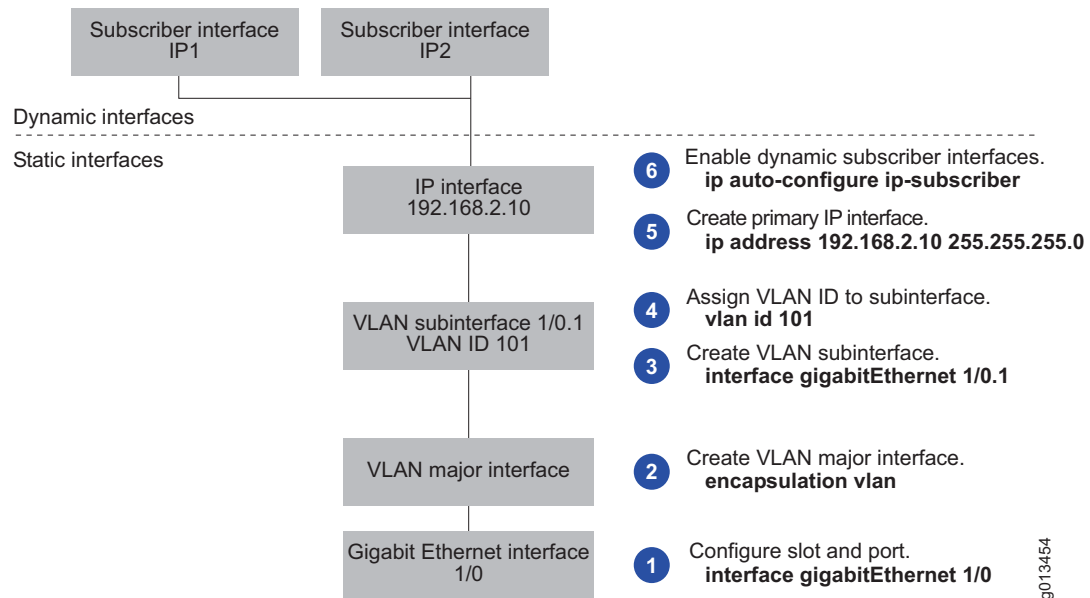 Subscriber interface
IP1
Subscriber interface
IP2
Dynamic interfaces
Static interfaces
IP interface
192.168.2.10
6
Enable dynamic subscriber interfaces.
ip auto-configure ip-subscriber
5
Create primary IP interface.
ip address 192.168.2.10 255.255.255.0
VLAN subinterface 1/0.1
VLAN ID 101
4
Assign VLAN ID to subinterface.
vlan id 101
3
Create VLAN subinterface.
interface gigabitEthernet 1/0.1
VLAN major interface
2
Create VLAN major interface.
encapsulation vlan
Gigabit Ethernet interface
1/0
1
Configure slot and port.
interface gigabitEthernet 1/0
g013454